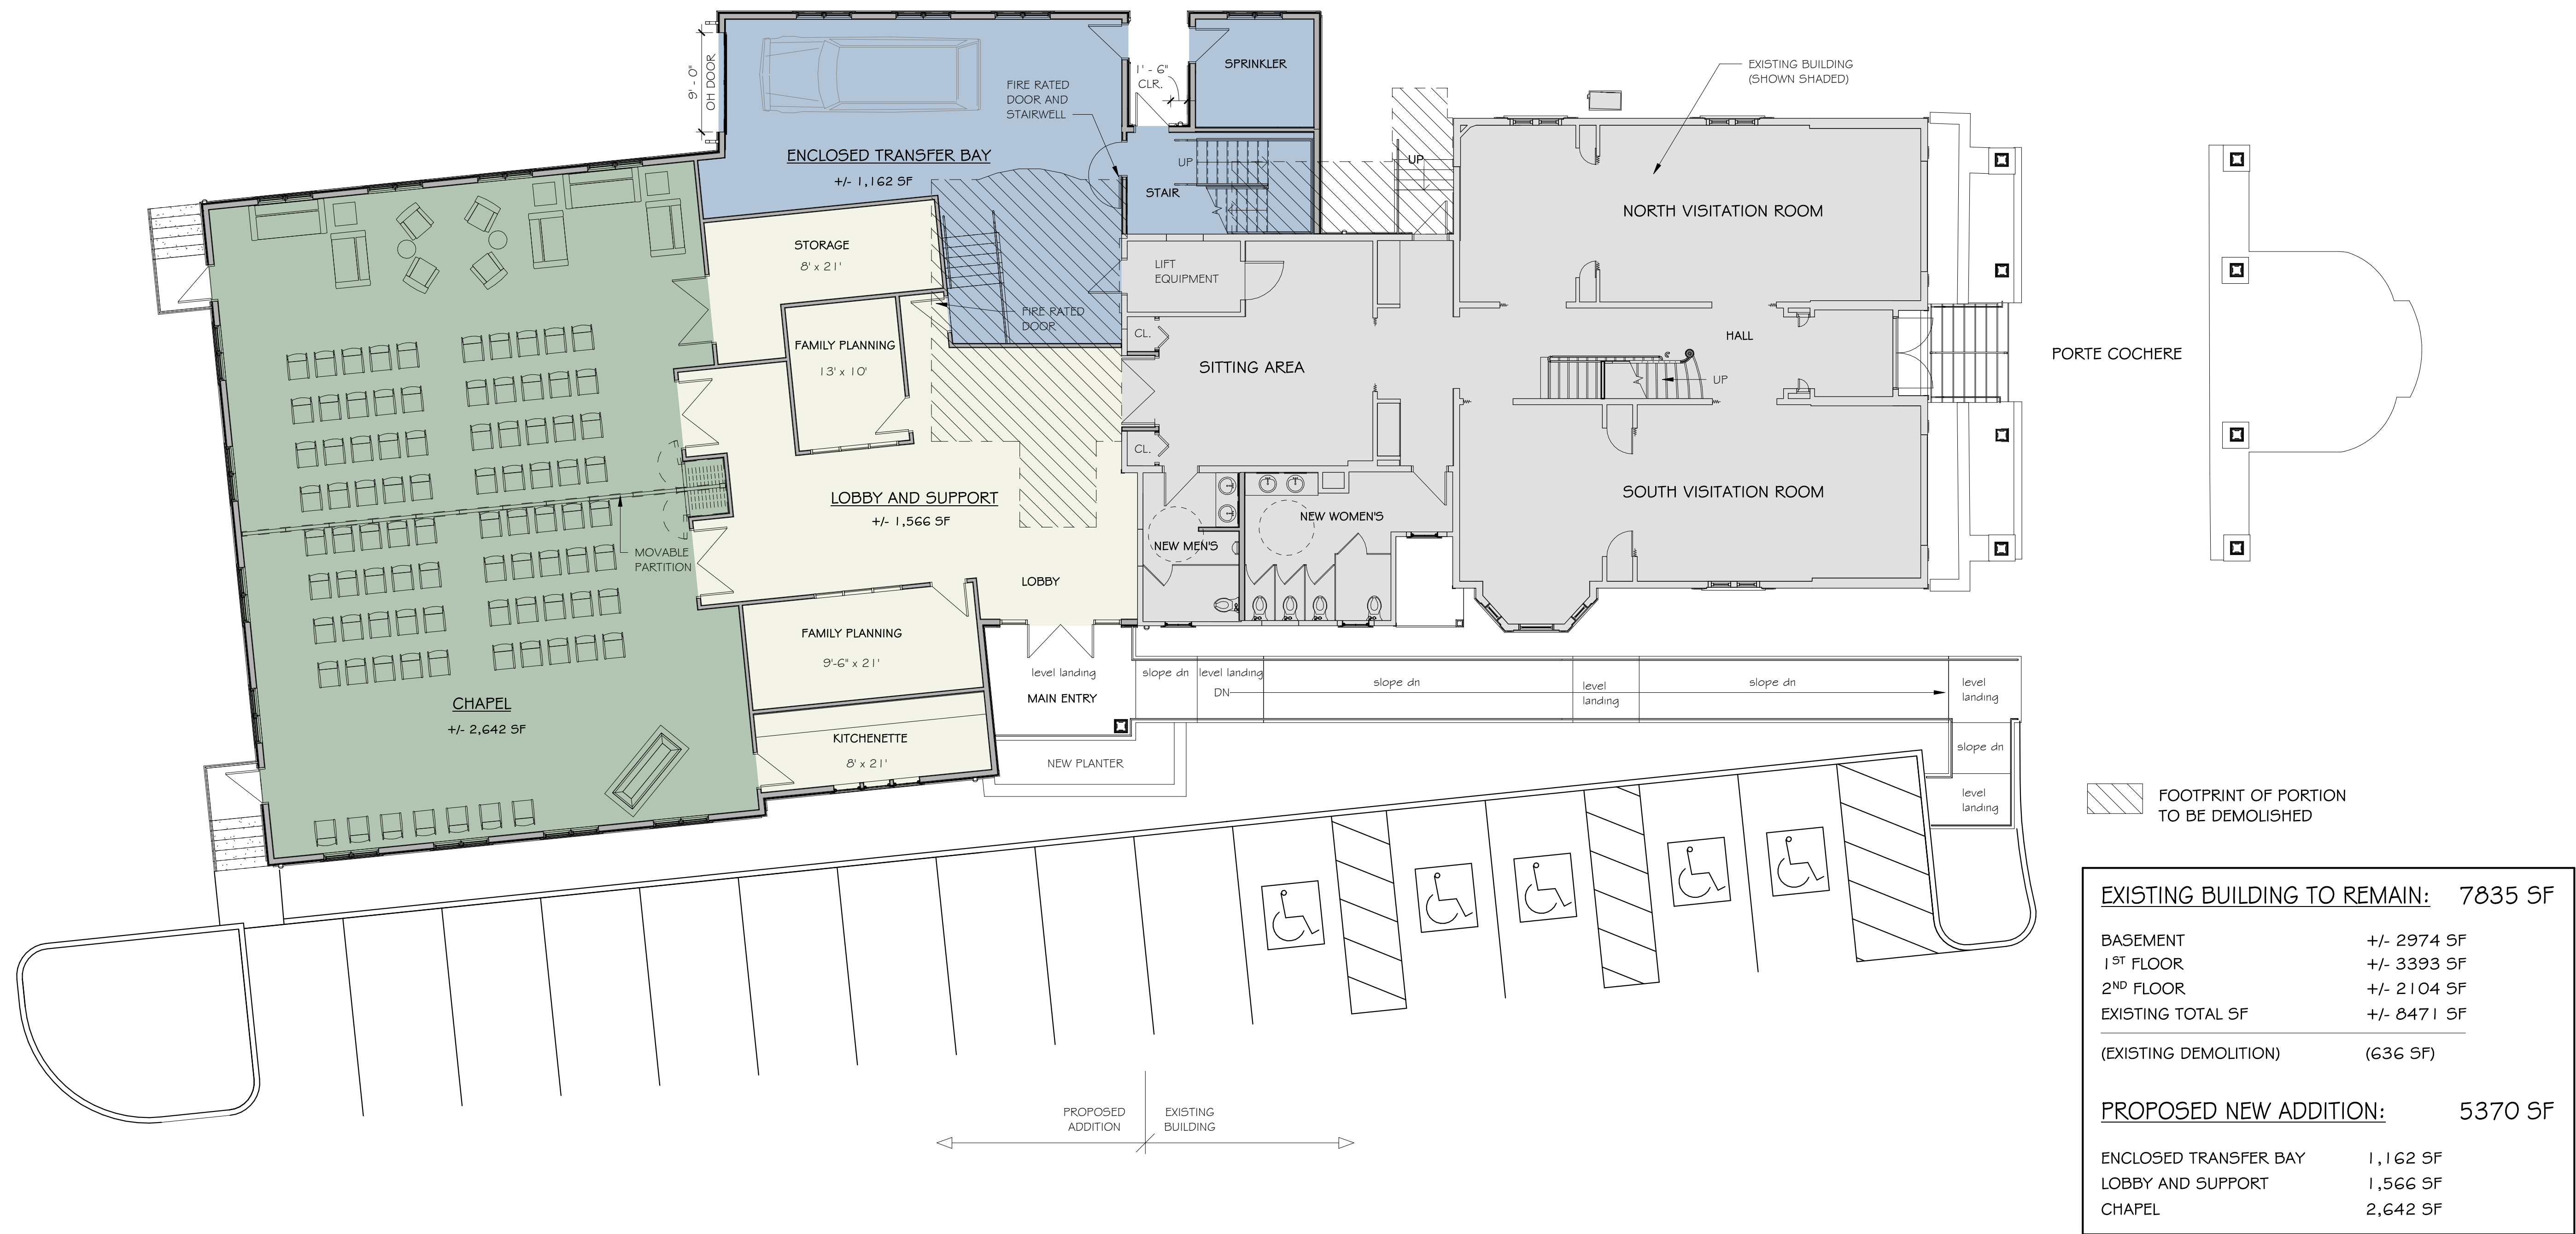 9' - 0"
OH DOOR
FIRE RATED
DOOR AND
STAIRWELL
1' - 6"
CLR.
SPRINKLER
EXISTING BUILDING
(SHOWN SHADED)
ENCLOSED TRANSFER BAY
+/- 1,162 SF
UP
STAIR
UP
NORTH VISITATION ROOM
STORAGE
8' x 21'
LIFT
EQUIPMENT
FIRE RATED
DOOR
CL.
FAMILY PLANNING
13' x 10'
SITTING AREA
HALL
UP
PORTE COCHERE
CL.
LOBBY AND SUPPORT
+/- 1,566 SF
SOUTH VISITATION ROOM
NEW WOMEN'S
NEW MEN'S
MOVABLE
PARTITION
LOBBY
FAMILY PLANNING
9'-6" x 21'
level landing
MAIN ENTRY
slope dn
level landing
DN
slope dn
level
landing
slope dn
level
landing
CHAPEL
+/- 2,642 SF
KITCHENETTE
8' x 21'
NEW PLANTER
slope dn
level
landing
FOOTPRINT OF PORTION
TO BE DEMOLISHED
PROPOSED
ADDITION
EXISTING
BUILDING
EXISTING BUILDING TO REMAIN: 7835 SF
BASEMENT +/- 2974 SF
1ST FLOOR +/- 3393 SF
2ND FLOOR +/- 2104 SF
EXISTING TOTAL SF +/- 8471 SF
(EXISTING DEMOLITION) (636 SF)
PROPOSED NEW ADDITION: 5370 SF
ENCLOSED TRANSFER BAY 1,162 SF
LOBBY AND SUPPORT 1,566 SF
CHAPEL 2,642 SF